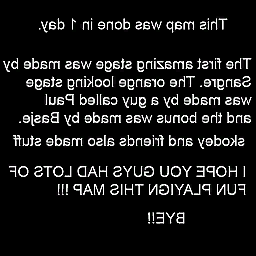 This map was done in 1 day.
The first amazing stage was made by
Sangre. The orange looking stage
was made by a guy called Paul
and the bonus was made by Basje.
skodey and friends also made stuff
I HOPE YOU GUYS HAD LOTS OF
FUN PLAYIGN THIS MAP !!!
BYE!!